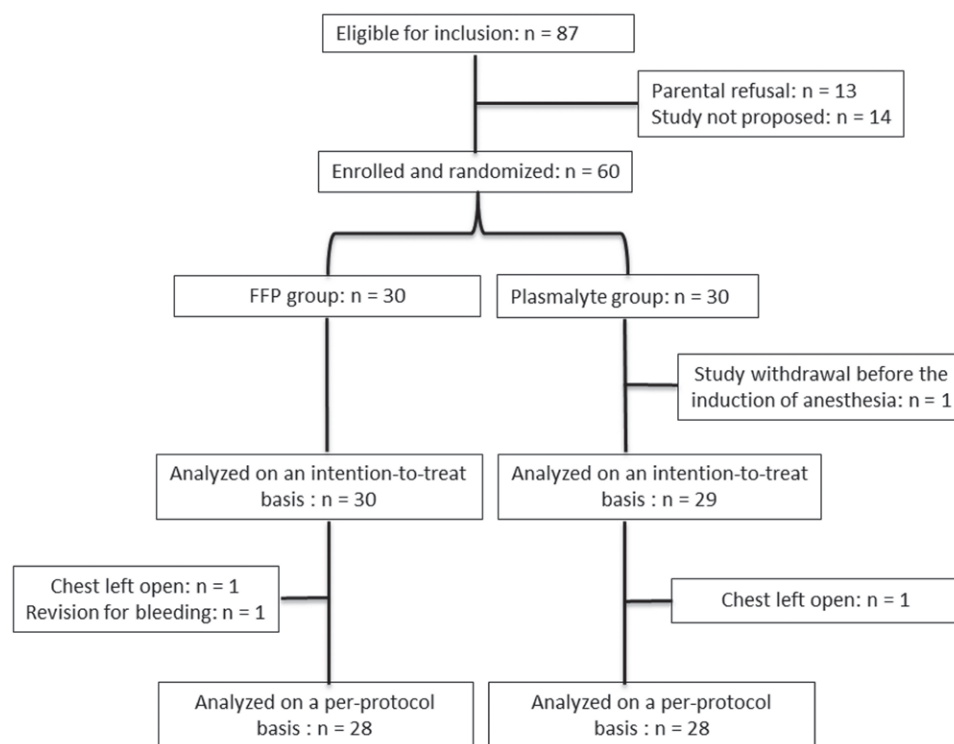 Eligible for inclusion: n = 87
Parental refusal: n = 13
Study not proposed: n = 14
Enrolled and randomized: n = 60
FFP group: n = 30
Plasmalyte group: n = 30
Study withdrawal before the
induction of anesthesia: n = 1
Analyzed on an intention-to-treat
basis : n = 30
Analyzed on an intention-to-treat
basis : n = 29
Chest left open: n = 1
Revision for bleeding: n = 1
Chest left open: n = 1
Analyzed on a per-protocol
basis : n = 28
Analyzed on a per-protocol
basis : n = 28